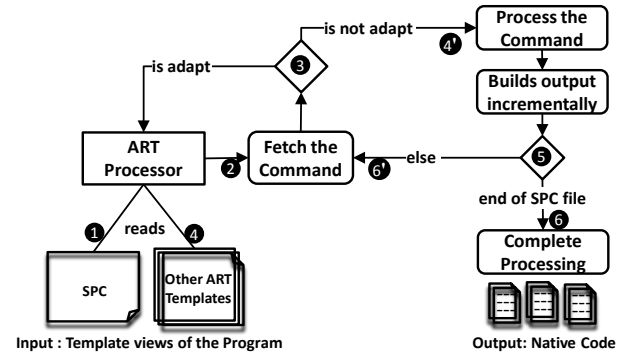 is not adapt
4'
Process the
Command
3
is adapt
Builds output
incrementally
ART
Processor
2
Fetch the
Command
6'
else
5
end of SPC file
6
1
reads
4
Complete
Processing
SPC
Other ART
Templates
Input : Template views of the Program
Output: Native Code